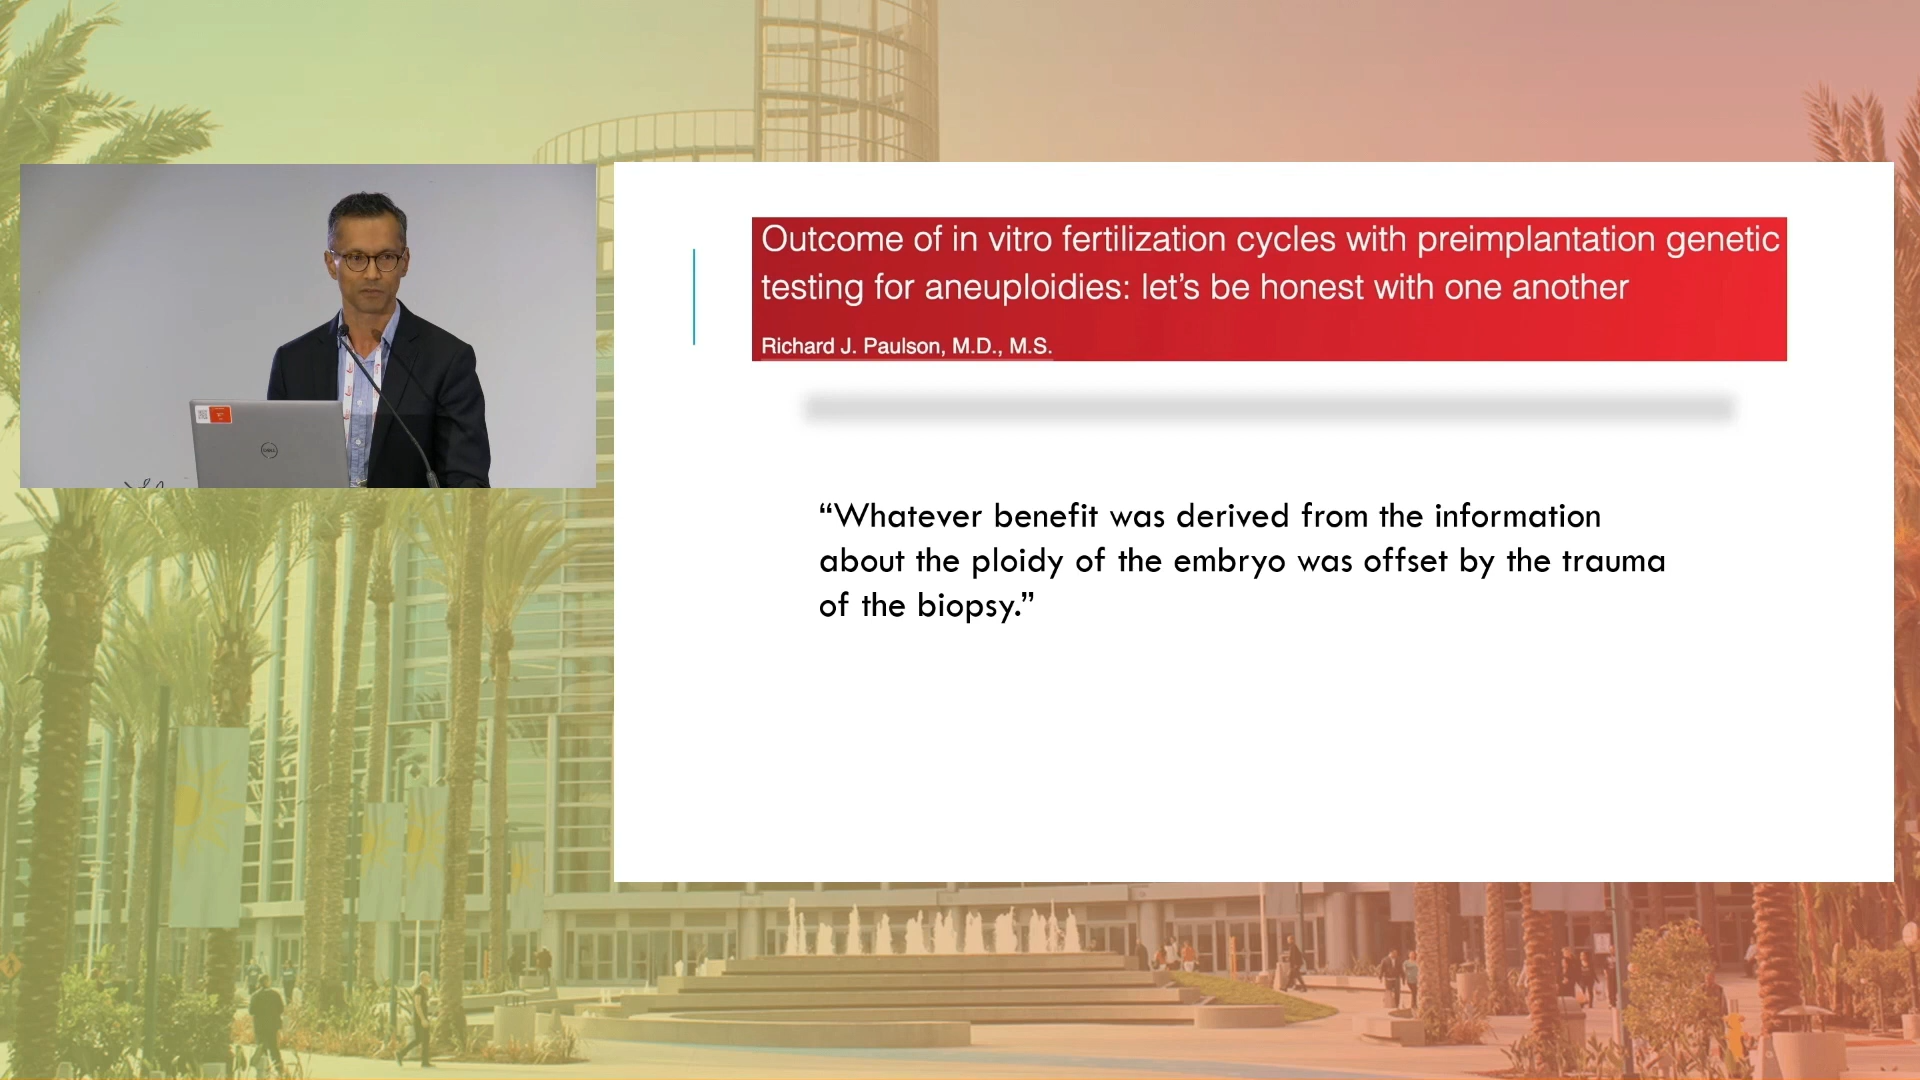 Outcome of in vitro fertilization cycles with preimplantation genetic
testing for aneuploidies: let’s be honest with one another
Richard J. Paulson, M.D., M.S.
“Whatever benefit was derived from the information
about the ploidy of the embryo was offset by the trauma
of the biopsy.”